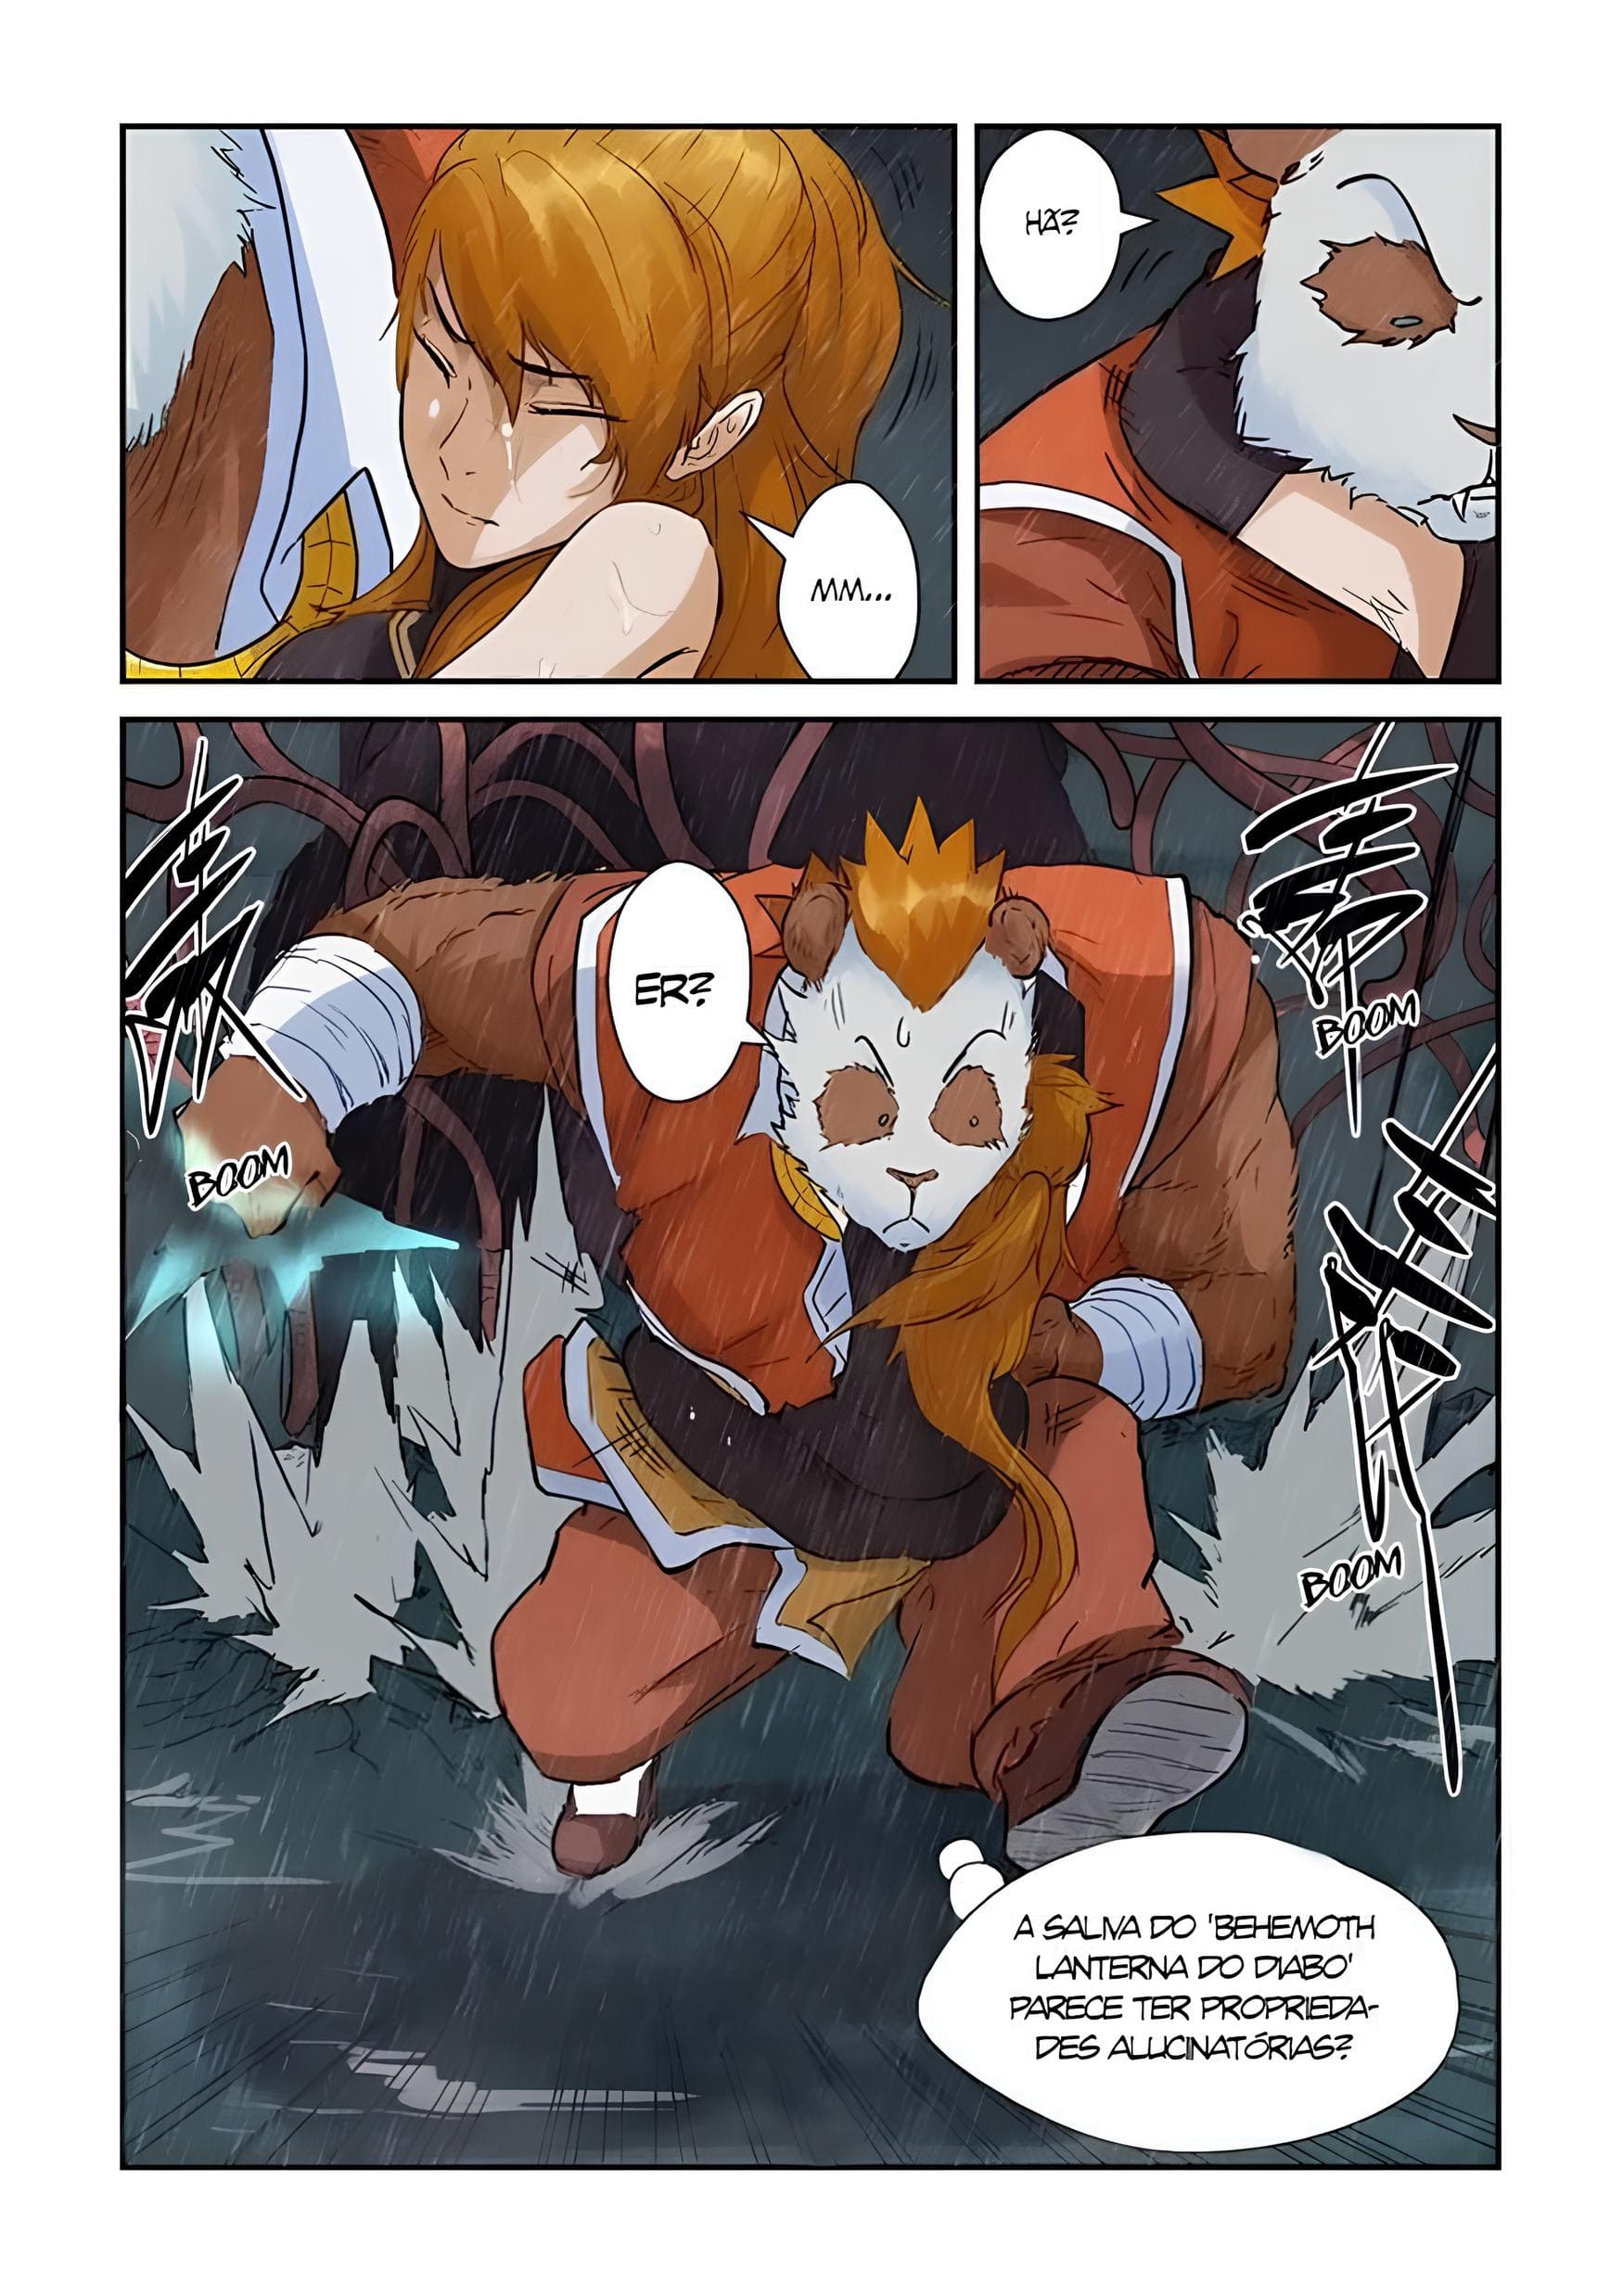 MM...
HÃ?
ER?
BOOM
BOOM
BOOM
A SALIVA DO 'BEHEMOTH
LANTERNA DO DIABO'
PARECE TER PROPRIEDA-
DES ALUCINATÓRIAS?